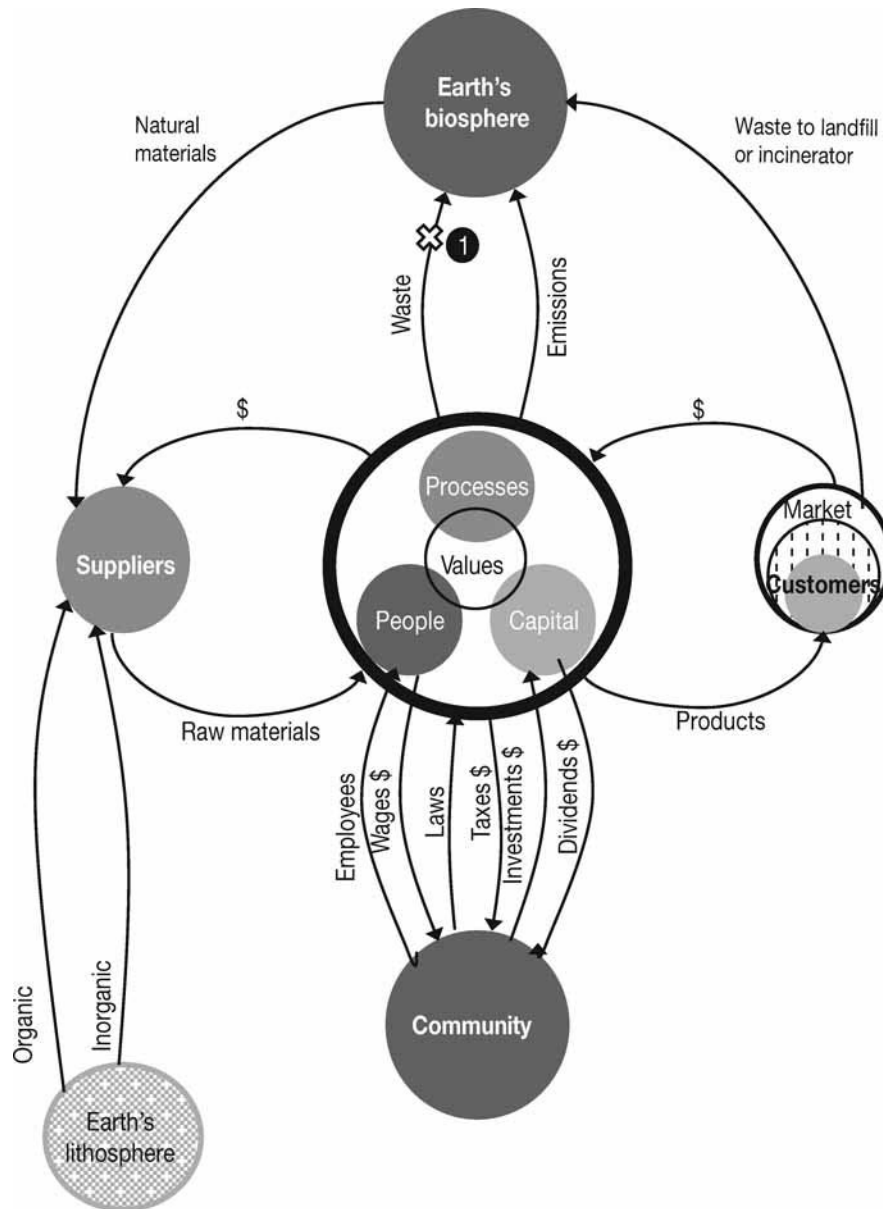 Earth's
biosphere
Natural
materials
Waste to landfill
or incinerator
1
Waste
Emissions
$
$
Processes
Market
Suppliers
Values
Customers
People
Capital
Raw materials
Products
Employees
Wages $
Laws
Taxes $
Investments $
Dividends $
Organic
Inorganic
Community
Earth's
lithosphere